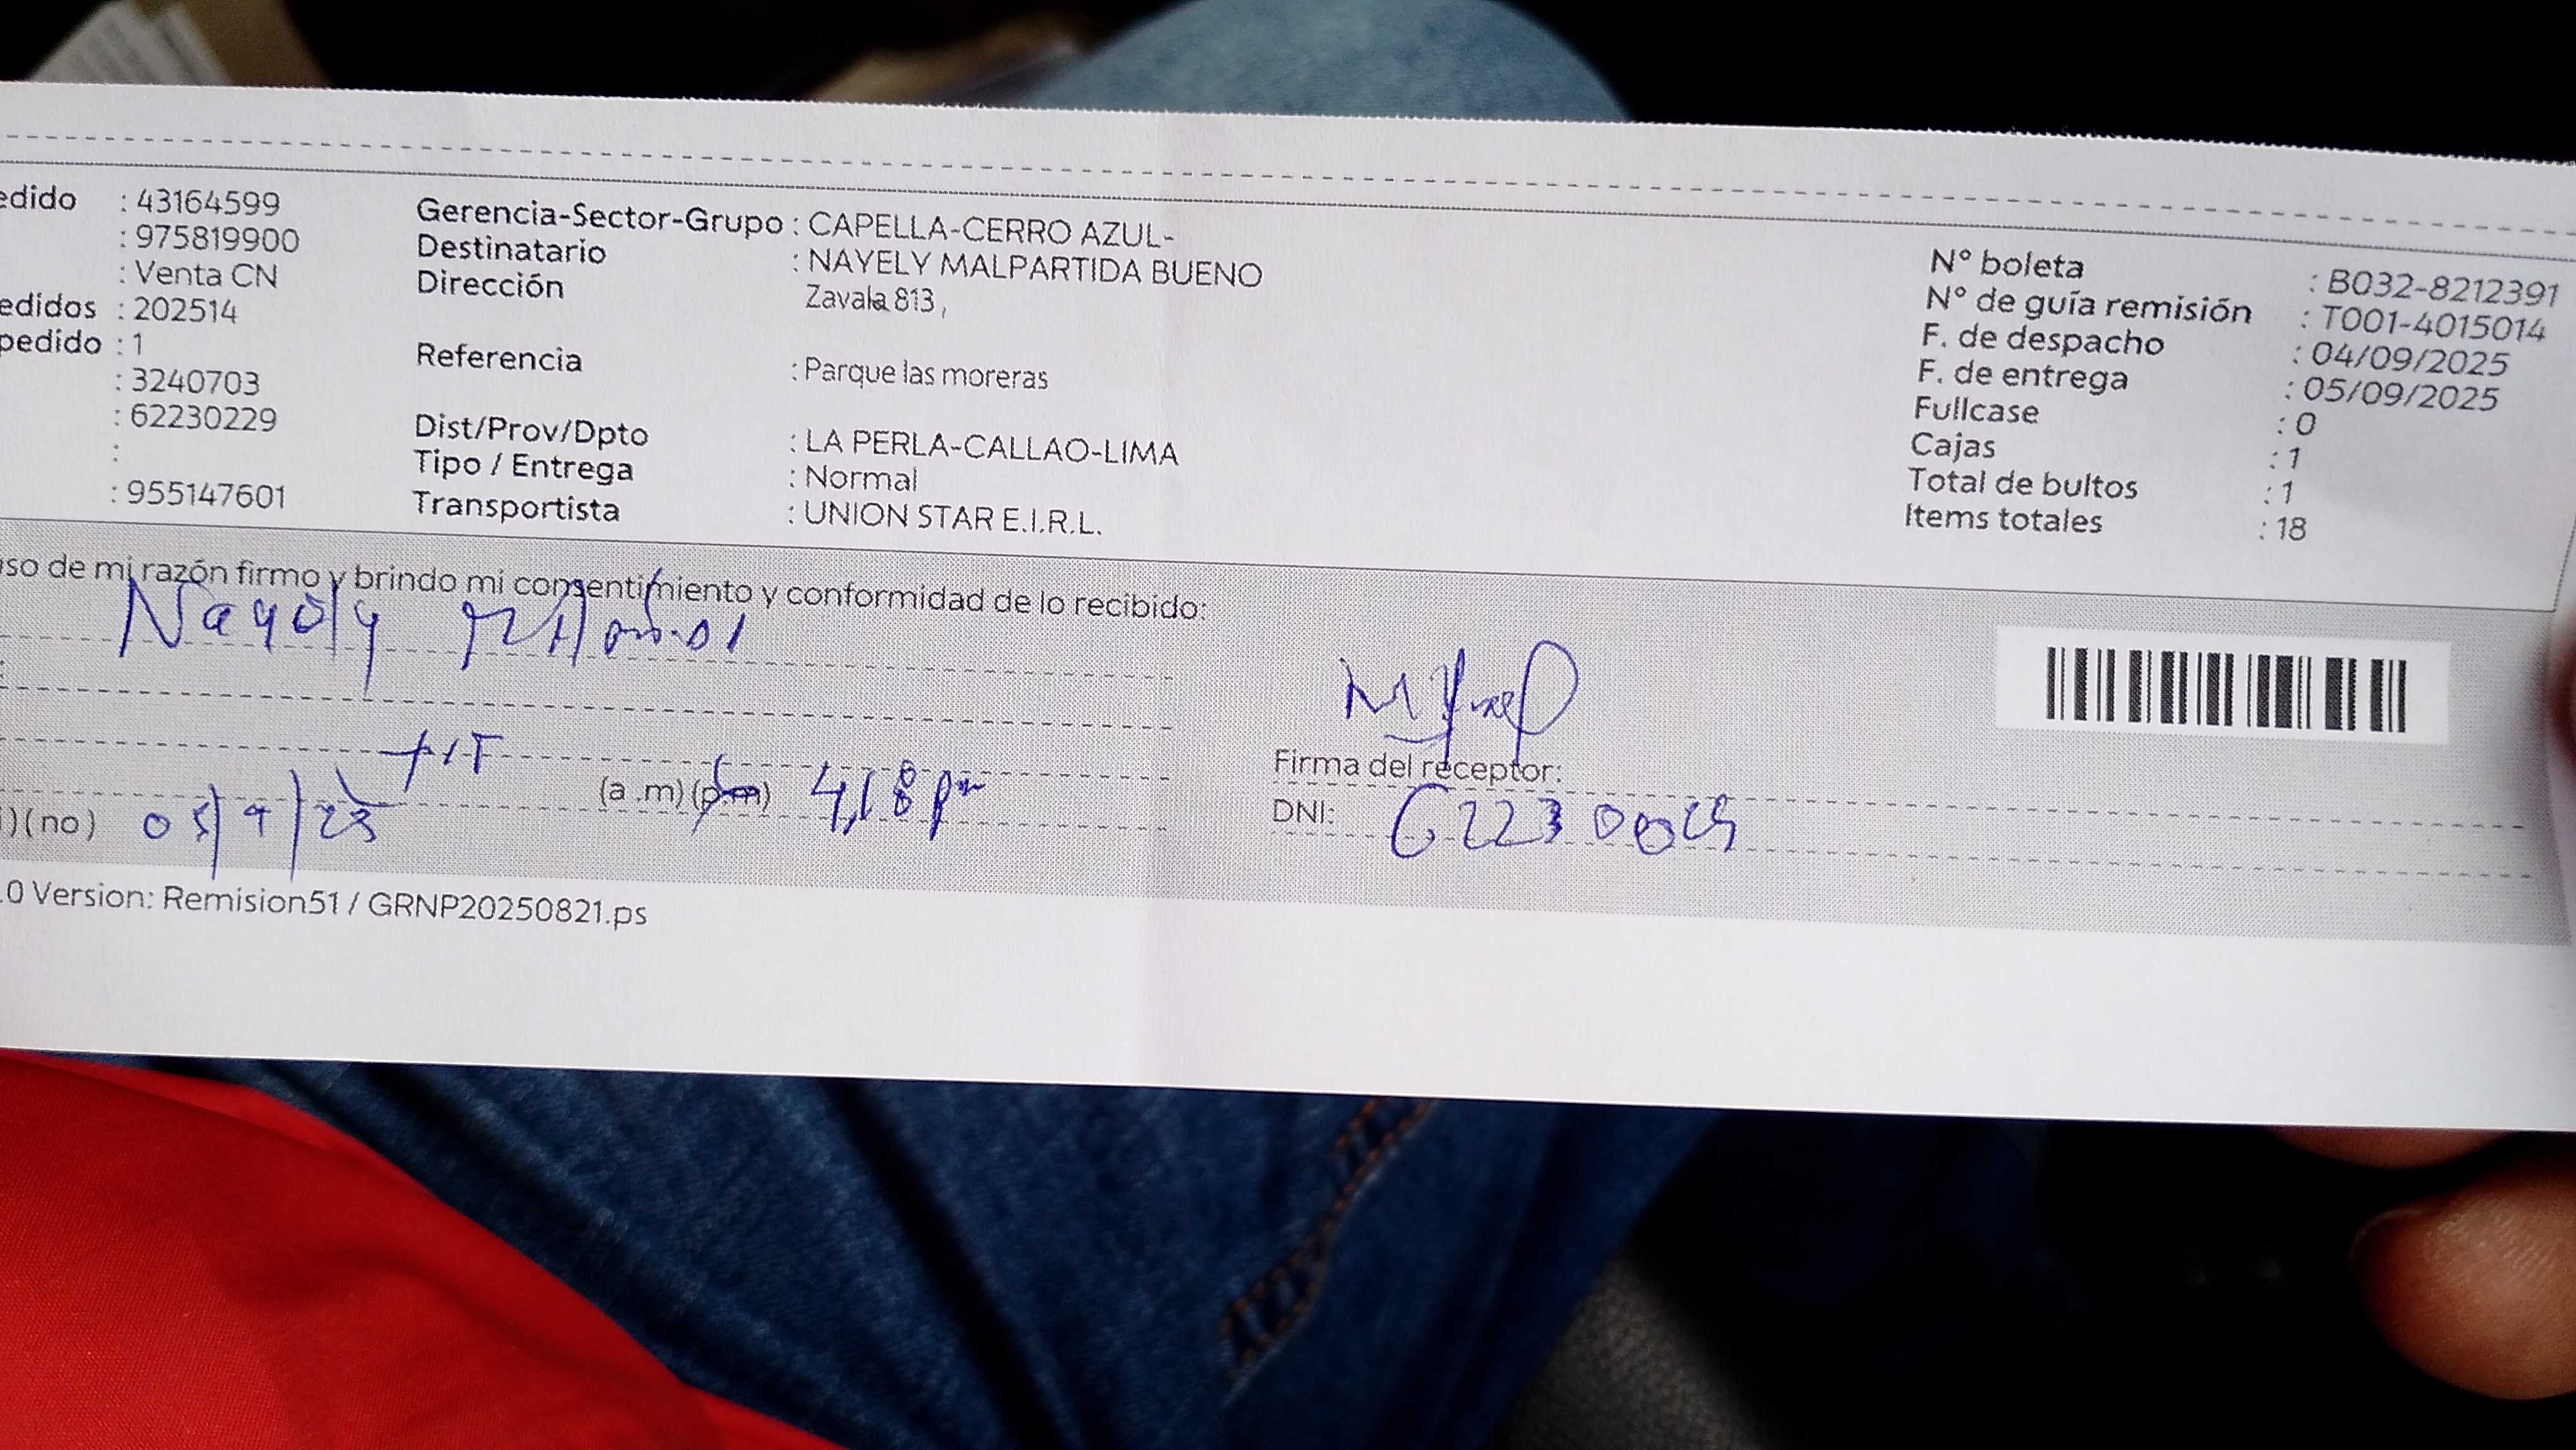 edido : 43164599
: 975819900
: Venta CN
edidos : 202514
pedido : 1
: 3240703
: 62230229
:
: 955147601
Gerencia-Sector-Grupo : CAPELLA-CERRO AZUL-
Destinatario : NAYELY MALPARTIDA BUENO
Dirección Zavala 813,
Referencia : Parque las moreras
Dist/Prov/Dpto : LA PERLA-CALLAO-LIMA
Tipo / Entrega : Normal
Transportista : UNION STAR E.I.R.L.
N° boleta : B032-8212391
N° de guía remisión : T001-4015014
F. de despacho : 04/09/2025
F. de entrega : 05/09/2025
Fullcase : 0
Cajas : 1
Total de bultos : 1
Items totales : 18
uso de mi razón firmo y brindo mi consentimiento y conformidad de lo recibido:
Nayely
)(no) 05/9/25 (a.m)(p.m) 4,18 pm
Firma del receptor:
DNI:
.0 Version: Remision51 / GRNP20250821.ps